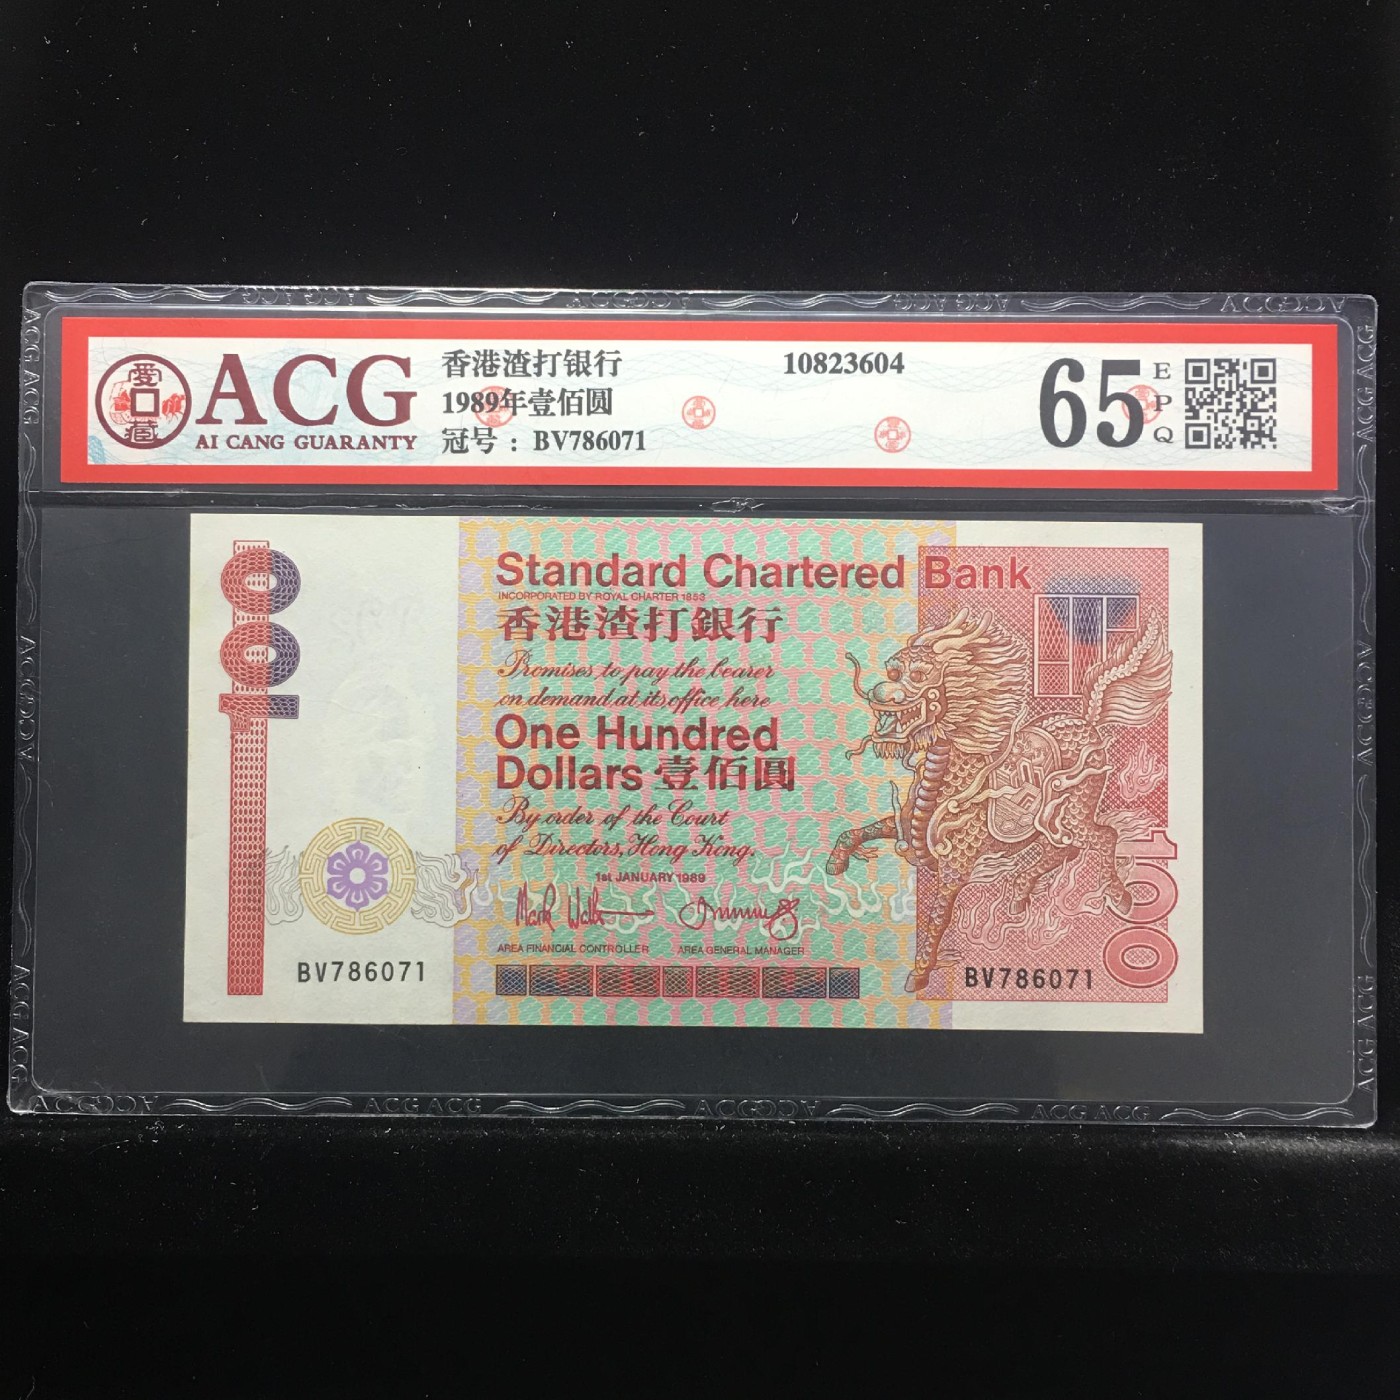 愛
藏
ACG
AI CANG GUARANTY
香港渣打银行
1989年壹佰圆
冠号 : BV786071
10823604
65
EPQ
100
Standard Chartered Bank
INCORPORATED BY ROYAL CHARTER 1853
香港渣打銀行
Promises to pay the bearer
on demand at its office here
One Hundred
Dollars 壹佰圓
By order of the Court
of Directors, Hong Kong.
1st JANUARY 1989
AREA FINANCIAL CONTROLLER
AREA GENERAL MANAGER
BV786071
BV786071
100